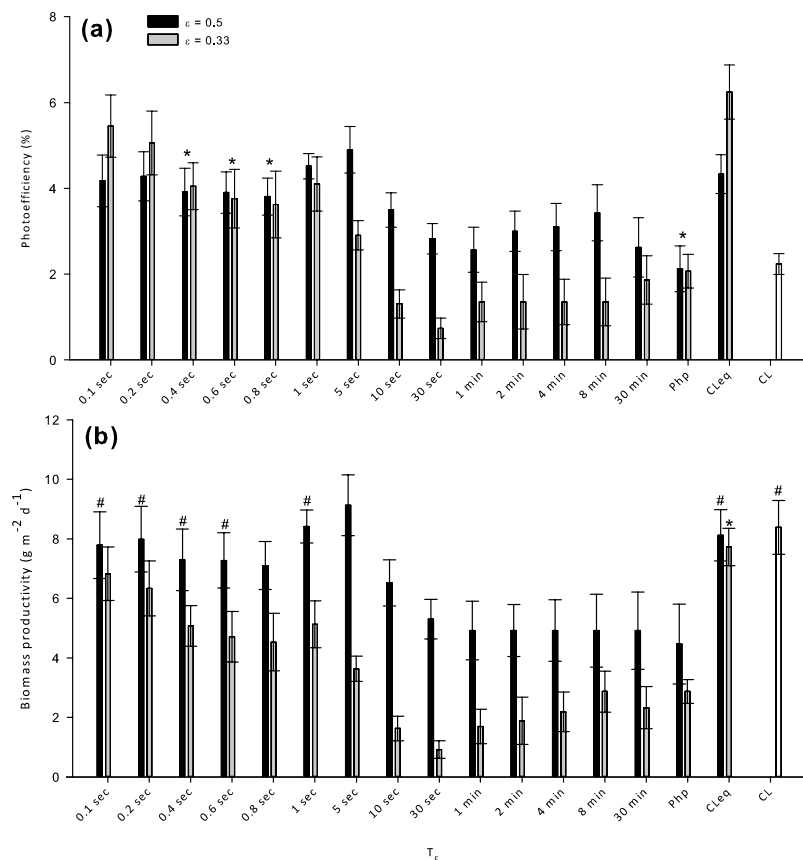 (a)
ε = 0.5
ε = 0.33
Photoefficiency (%)
8
6
4
2
0
* * * *
0.1 sec 0.2 sec 0.4 sec 0.6 sec 0.8 sec 1 sec 5 sec 10 sec 30 sec 1 min 2 min 4 min 8 min 30 min Php CLeq CL
(b)
Biomass productivity (g m⁻² d⁻¹)
12
10
8
6
4
2
0
# # # # # # * #
0.1 sec 0.2 sec 0.4 sec 0.6 sec 0.8 sec 1 sec 5 sec 10 sec 30 sec 1 min 2 min 4 min 8 min 30 min Php CLeq CL